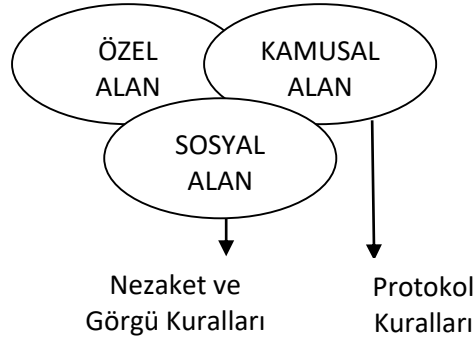 ÖZEL
ALAN
KAMUSAL
ALAN
SOSYAL
ALAN
Nezaket ve
Görgü Kuralları
Protokol
Kuralları